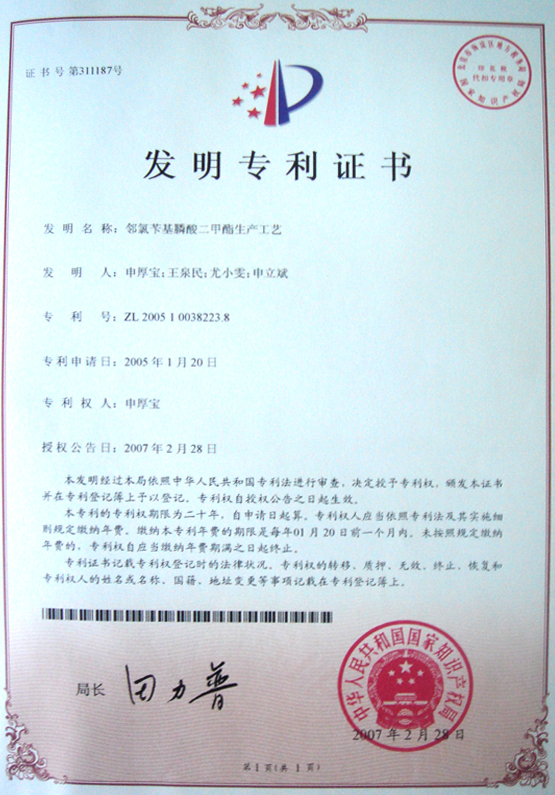 证书号第311187号
印花税
代扣专用章
国家知识产权局
发明专利证书
发明名称：邻氯苄基膦酸二甲酯生产工艺
发明人：申厚宝；王泉民；尤小雯；申立斌
专利号：ZL 2005 1 0038223.8
专利申请日：2005年1月20日
专利权人：申厚宝
授权公告日：2007年2月28日
本发明经过本局依照中华人民共和国专利法进行审查，决定授予专利权，颁发本证书
并在专利登记簿上予以登记。专利权自授权公告之日起生效。
本专利的专利权期限为二十年，自申请日起算。专利权人应当依照专利法及其实施细
则规定缴纳年费。缴纳本专利年费的期限是每年01月20日前一个月内。未按照规定缴纳
年费的，专利权自应当缴纳年费期满之日起终止。
专利证书记载专利权登记时的法律状况。专利权的转移、质押、无效、终止、恢复和
专利权人的姓名或名称、国籍、地址变更等事项记载在专利登记簿上。
局长 田力普
中华人民共和国国家知识产权局
2007年2月28日
第1页(共1页)